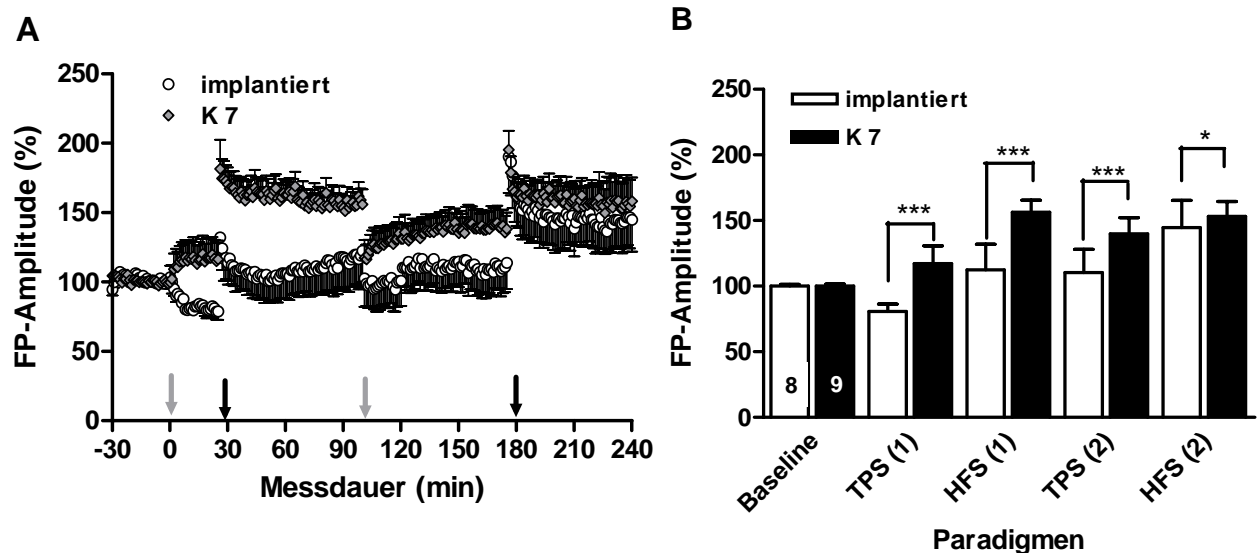 A
250
200
150
100
50
0
FP-Amplitude (%)
implantiert
K 7
-30 0 30 60 90 120 150 180 210 240
Messdauer (min)
B
250
200
150
100
50
0
FP-Amplitude (%)
implantiert
K 7
***
***
***
*
8 9
Baseline
TPS (1)
HFS (1)
TPS (2)
HFS (2)
Paradigmen